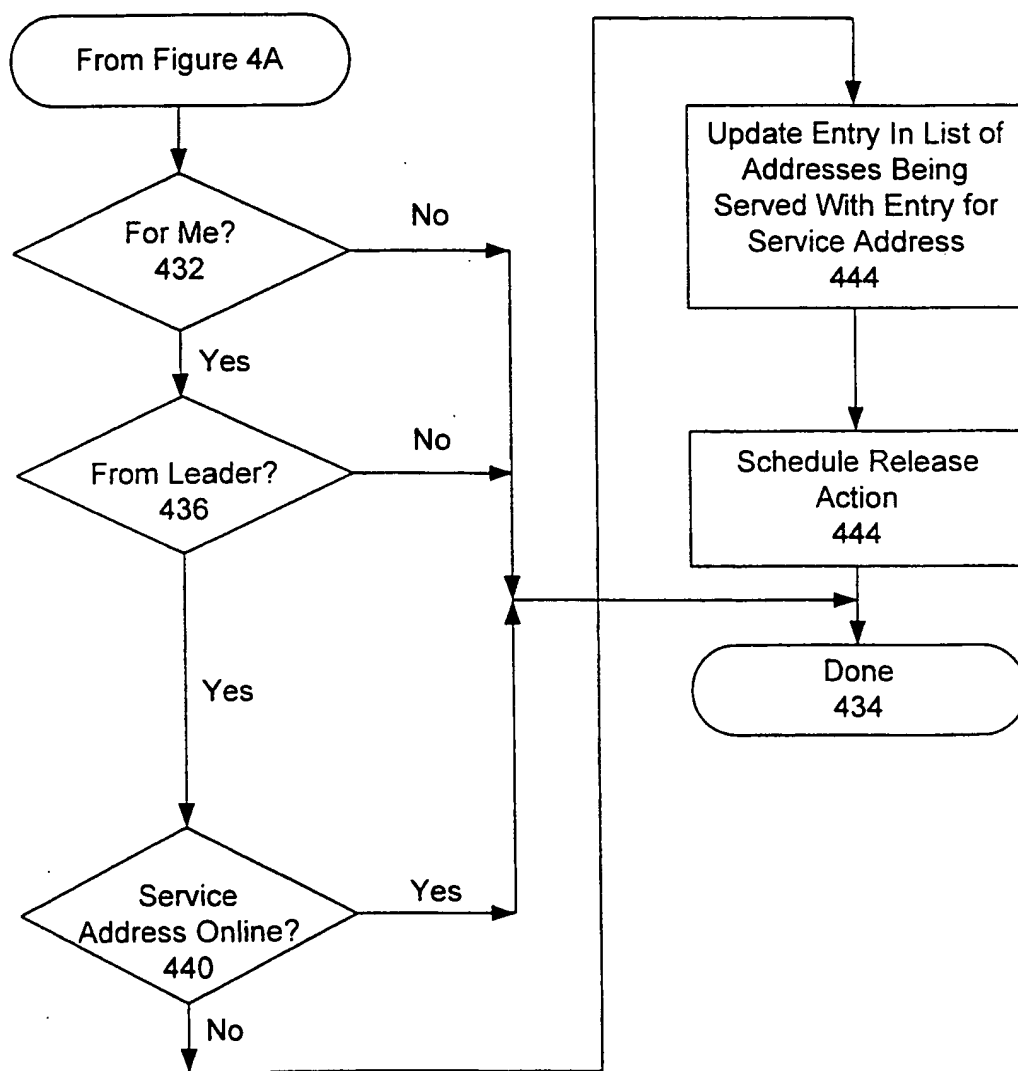 From Figure 4A
For Me?
432
No
Yes
From Leader?
436
No
Yes
Service
Address Online?
440
Yes
No
Update Entry In List of
Addresses Being
Served With Entry for
Service Address
444
Schedule Release
Action
444
Done
434